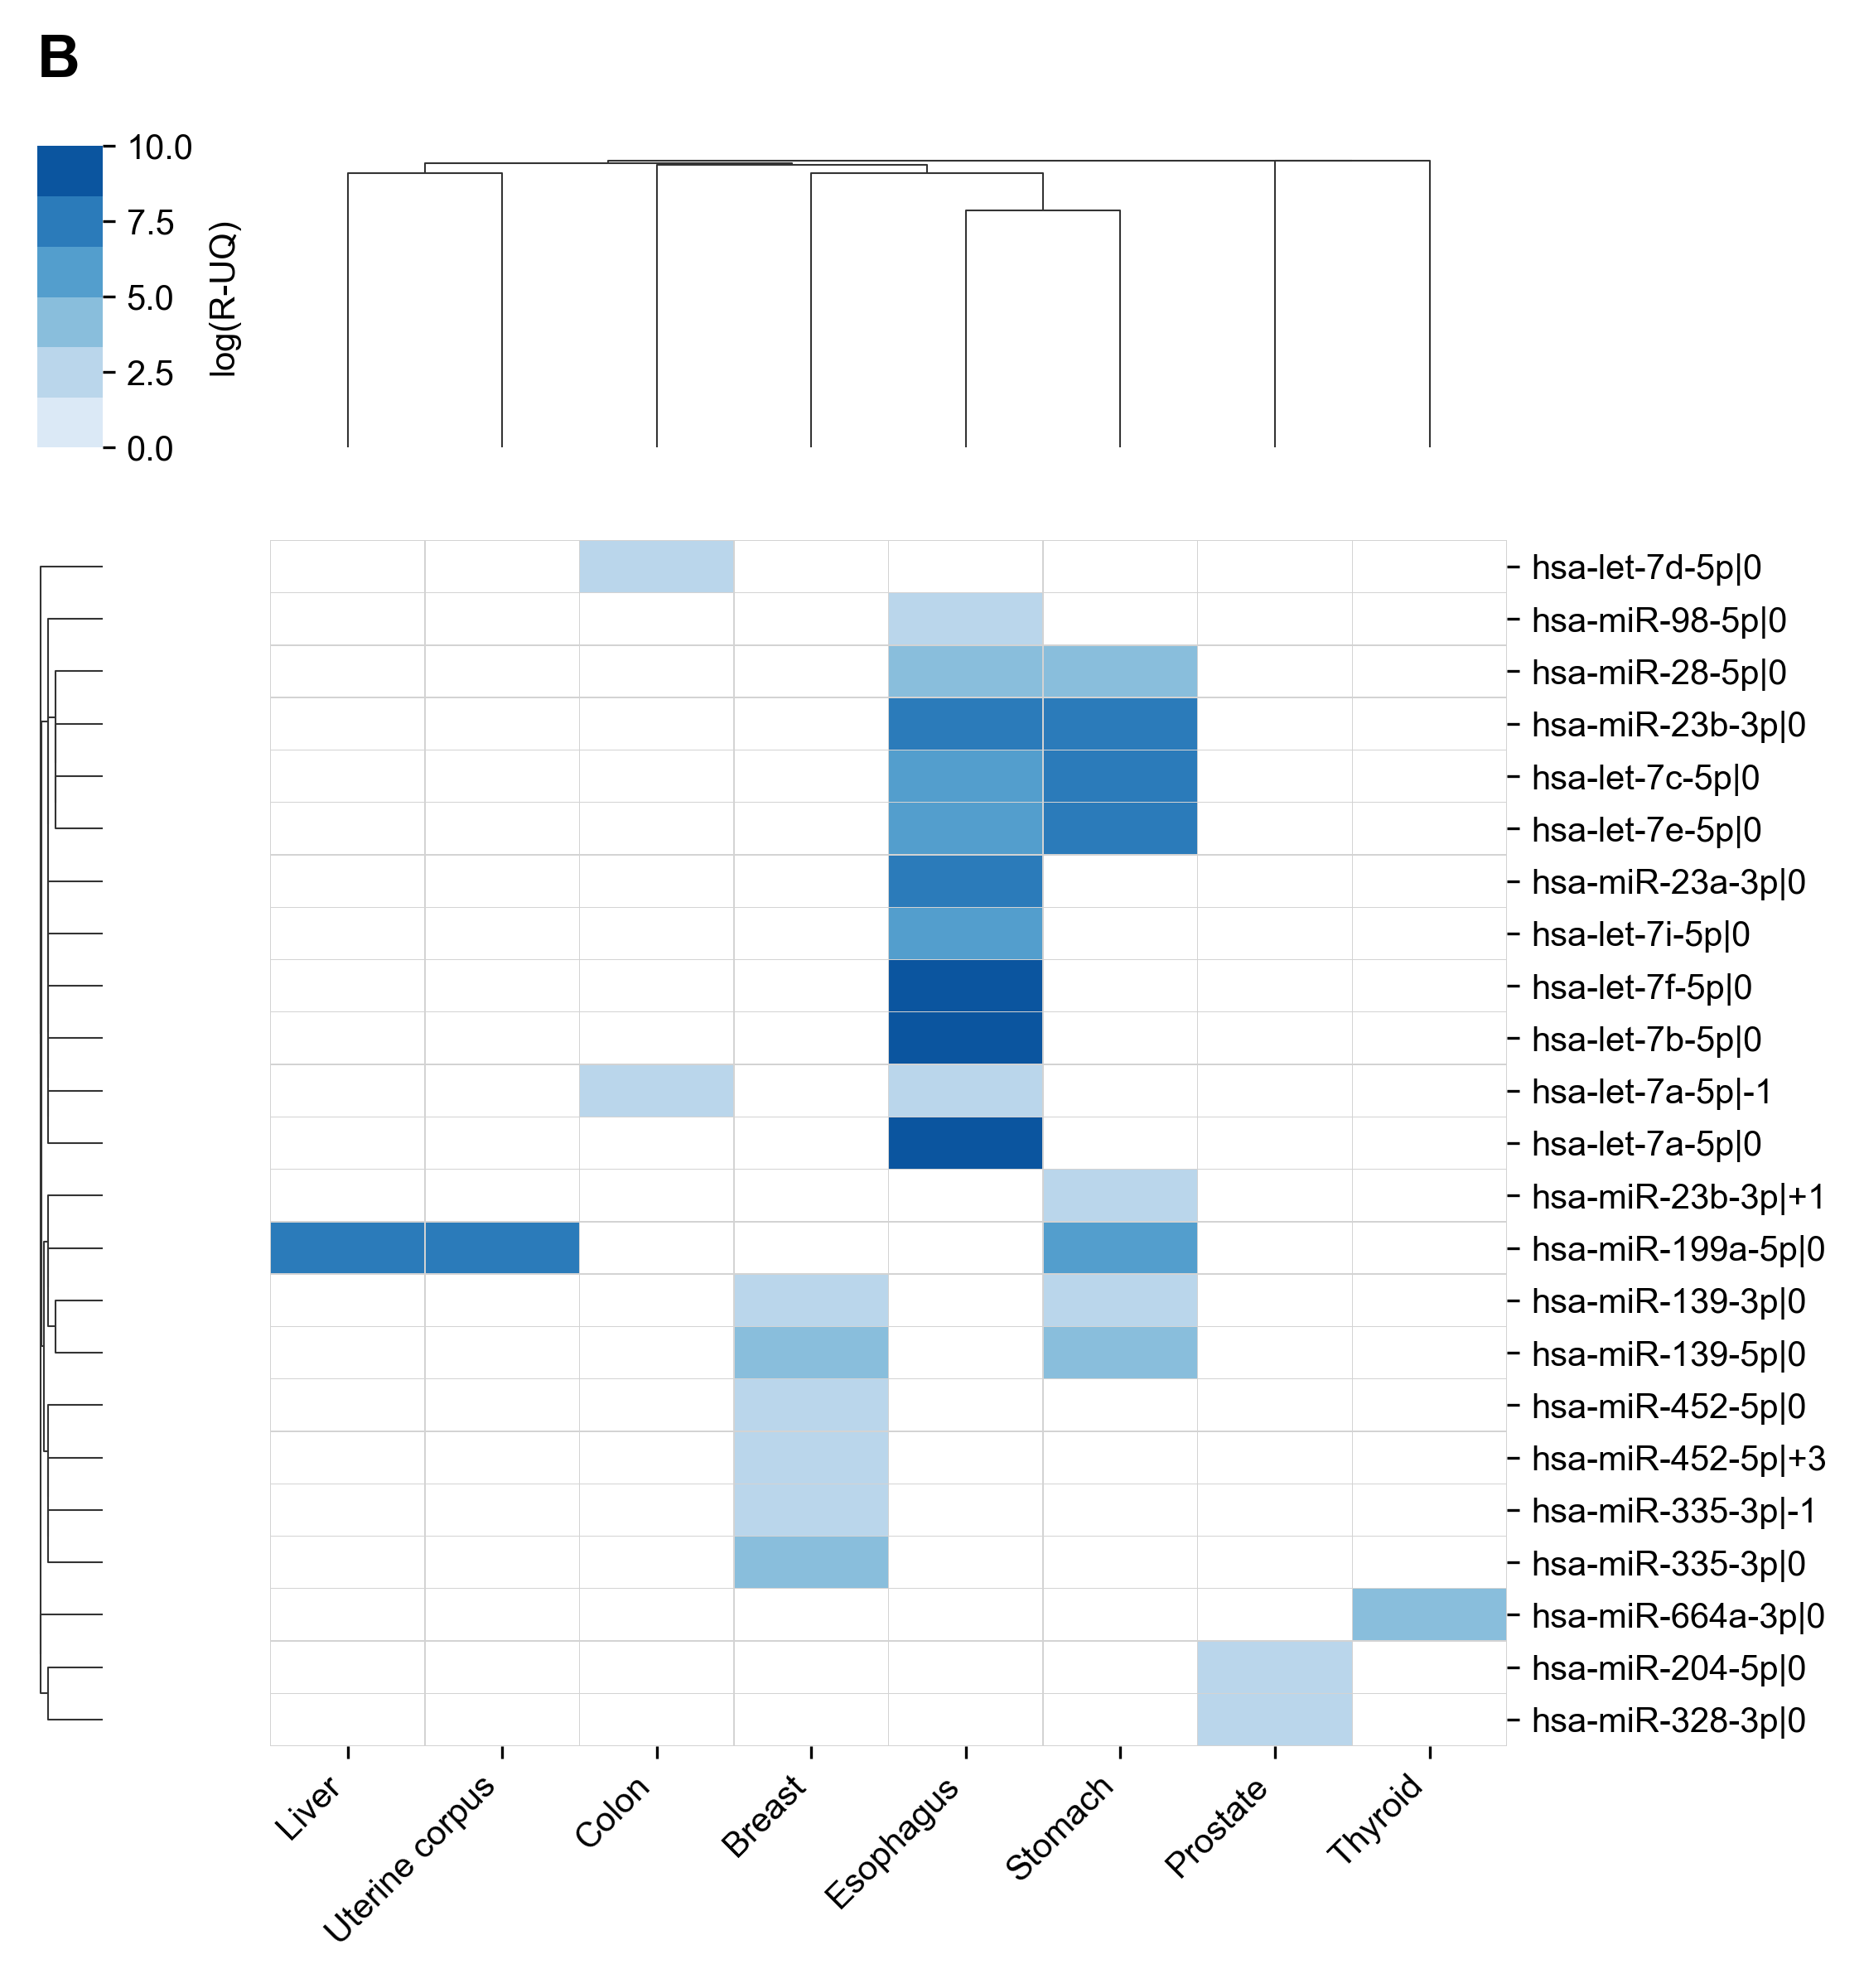 B
10.0
7.5
5.0
2.5
0.0
log(R-UQ)
hsa-let-7d-5p|0
hsa-miR-98-5p|0
hsa-miR-28-5p|0
hsa-miR-23b-3p|0
hsa-let-7c-5p|0
hsa-let-7e-5p|0
hsa-miR-23a-3p|0
hsa-let-7i-5p|0
hsa-let-7f-5p|0
hsa-let-7b-5p|0
hsa-let-7a-5p|-1
hsa-let-7a-5p|0
hsa-miR-23b-3p|+1
hsa-miR-199a-5p|0
hsa-miR-139-3p|0
hsa-miR-139-5p|0
hsa-miR-452-5p|0
hsa-miR-452-5p|+3
hsa-miR-335-3p|-1
hsa-miR-335-3p|0
hsa-miR-664a-3p|0
hsa-miR-204-5p|0
hsa-miR-328-3p|0
Liver
Uterine corpus
Colon
Breast
Esophagus
Stomach
Prostate
Thyroid